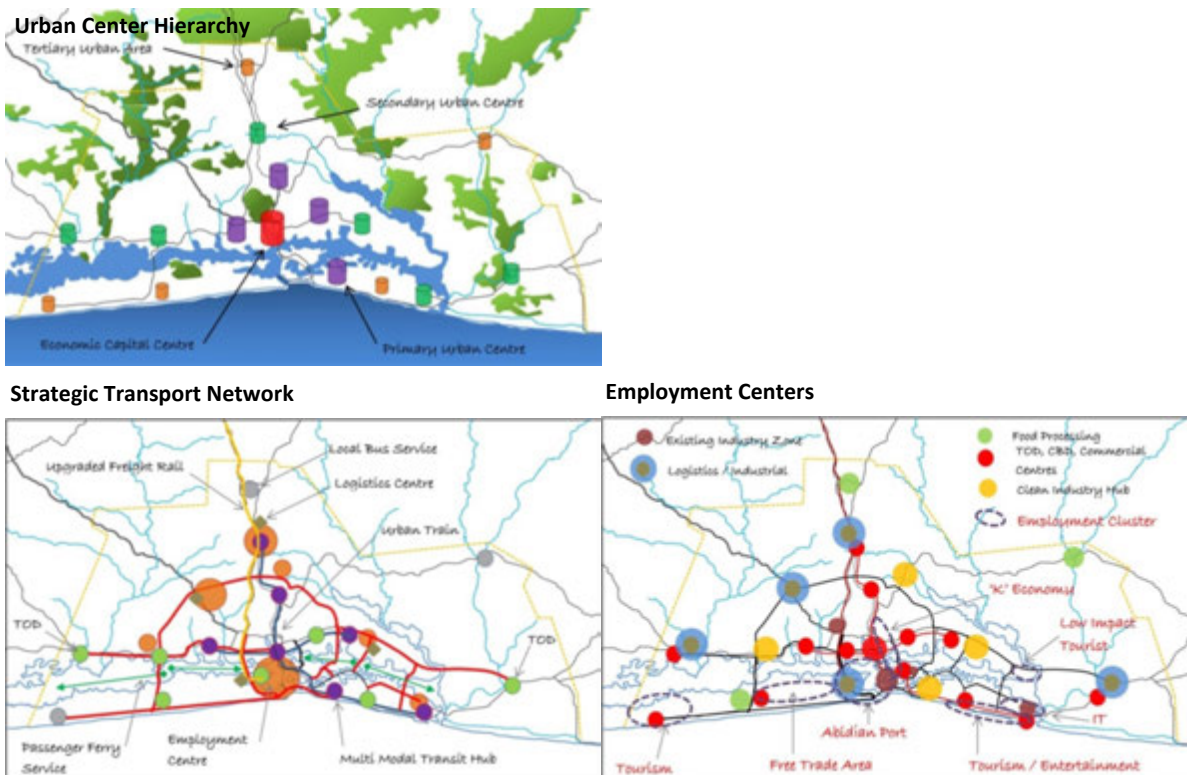 Urban Center Hierarchy
Tertiary Urban Area
Secondary Urban Centre
Economic Capital Centre
Primary Urban Centre
Strategic Transport Network
Upgraded Freight Rail
Local Bus Service
Logistics Centre
Urban Train
TOD
TOD
Passenger Ferry
Service
Employment
Centre
Multi Modal Transit Hub
Employment Centers
Existing Industry Zone
Logistics / Industrial
Food Processing
TOD, CBD, Commercial
Centres
Clean Industry Hub
Employment Cluster
'K' Economy
Low Impact
Tourist
IT
Abidian Port
Tourism
Free Trade Area
Tourism / Entertainment